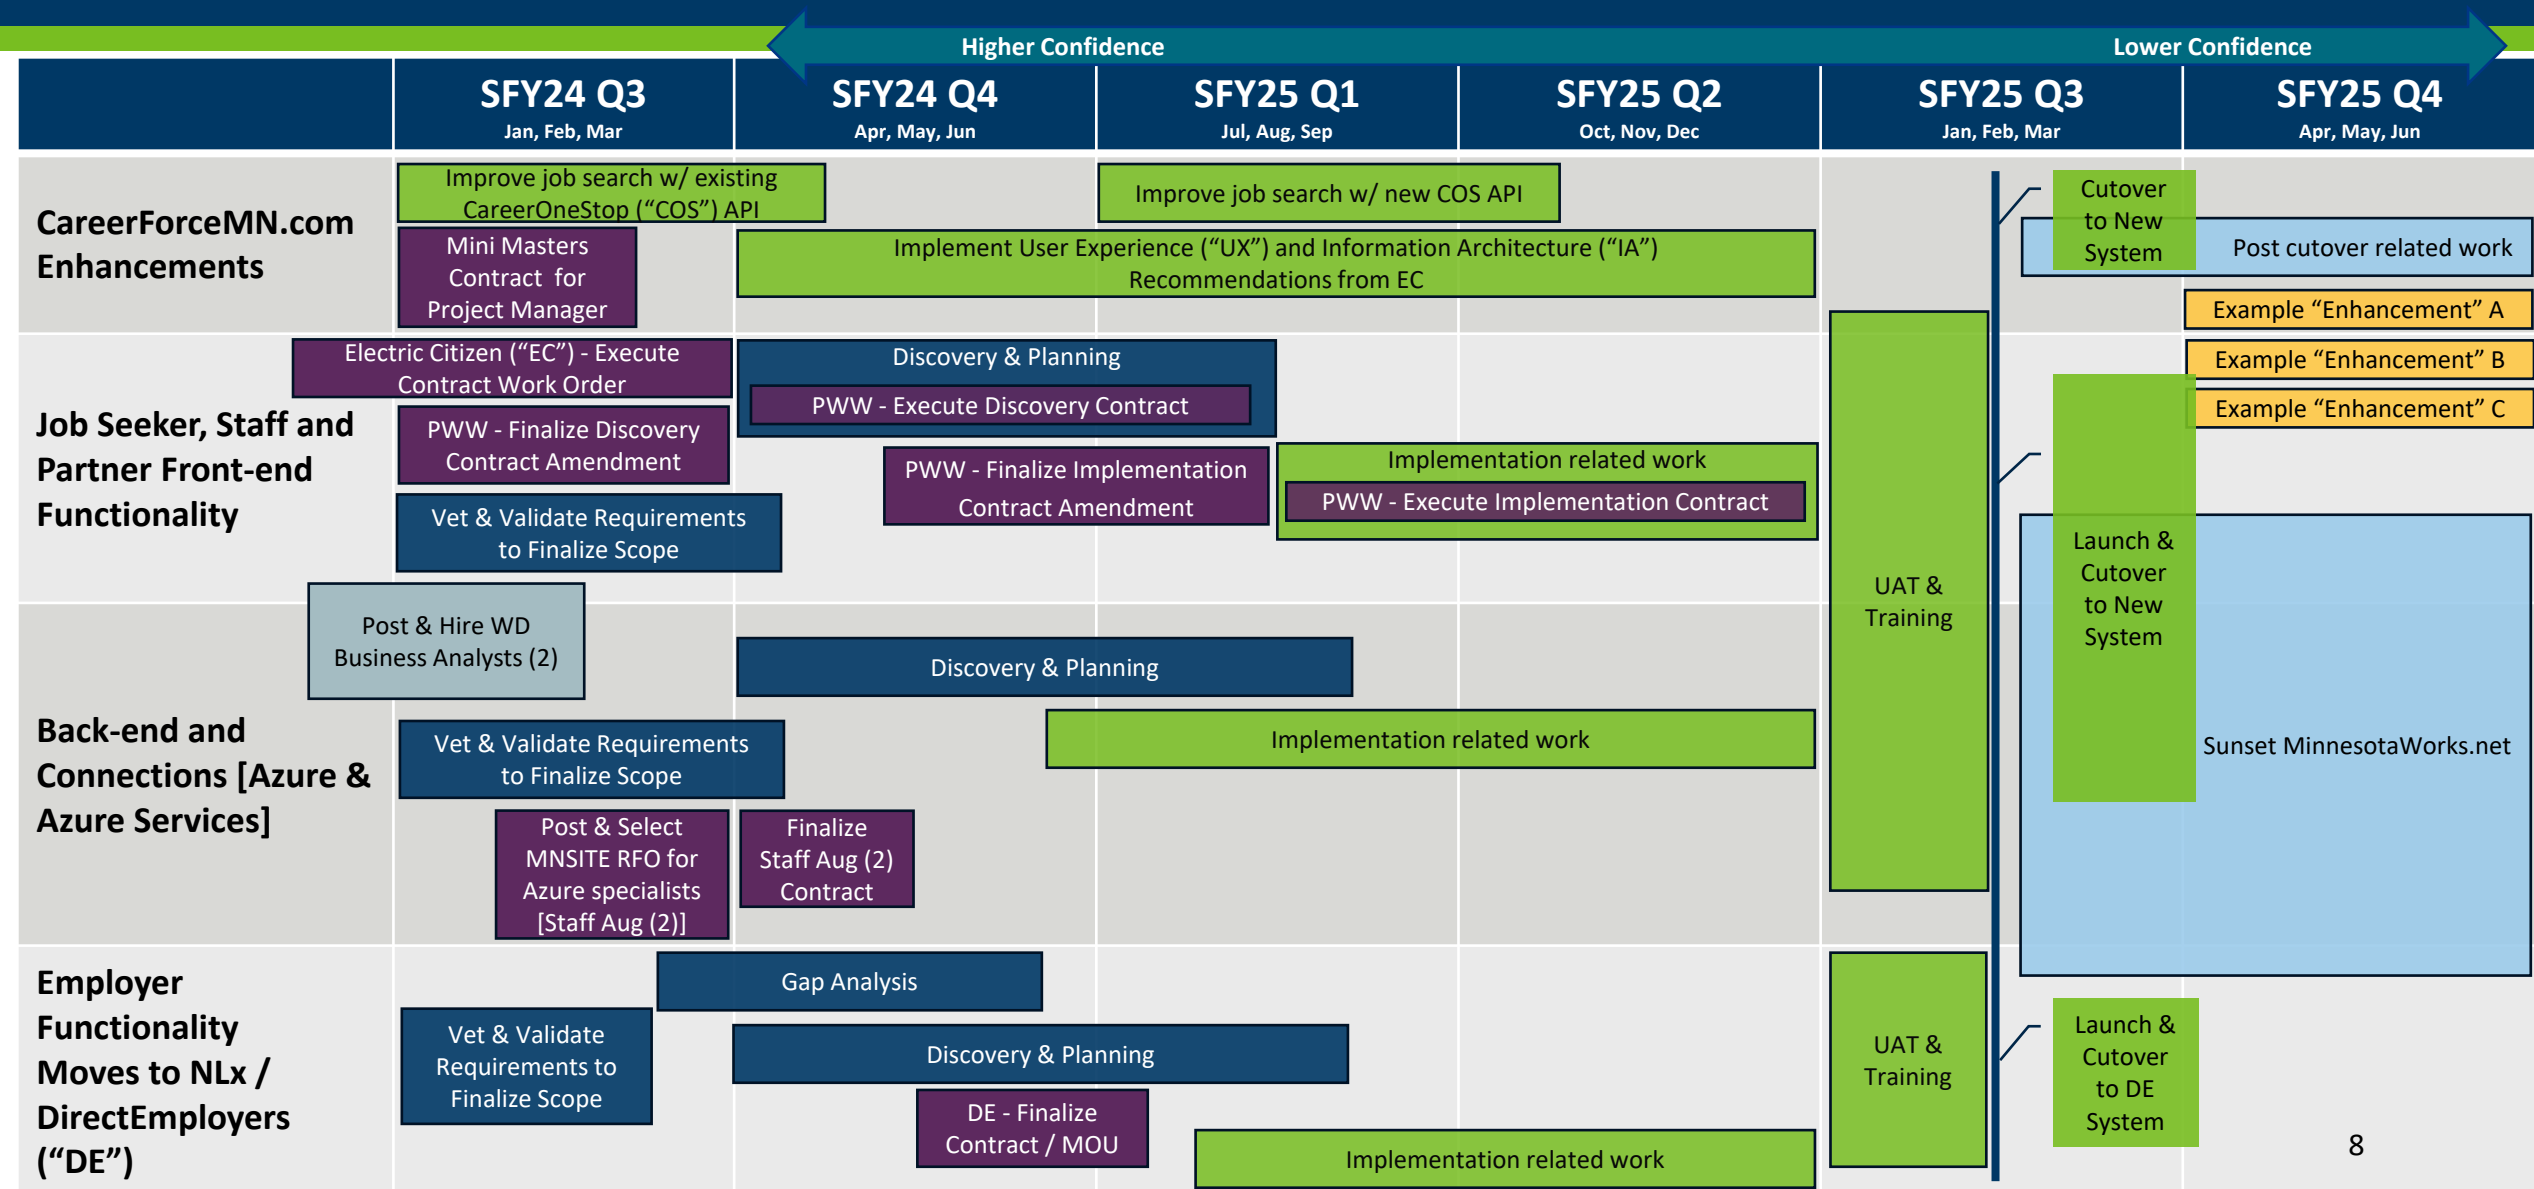 Higher Confidence
Lower Confidence
SFY24 Q3
Jan, Feb, Mar
SFY24 Q4
Apr, May, Jun
SFY25 Q1
Jul, Aug, Sep
SFY25 Q2
Oct, Nov, Dec
SFY25 Q3
Jan, Feb, Mar
SFY25 Q4
Apr, May, Jun
CareerForceMN.com
Enhancements
Improve job search w/ existing
CareerOneStop (“COS”) API
Improve job search w/ new COS API
Mini Masters
Contract for
Project Manager
Implement User Experience (“UX”) and Information Architecture (“IA”)
Recommendations from EC
Cutover
to New
System
Post cutover related work
Example “Enhancement” A
Job Seeker, Staff and
Partner Front-end
Functionality
Electric Citizen (“EC”) - Execute
Contract Work Order
Discovery & Planning
PWW - Execute Discovery Contract
Example “Enhancement” B
Example “Enhancement” C
PWW - Finalize Discovery
Contract Amendment
PWW - Finalize Implementation
Contract Amendment
Implementation related work
PWW - Execute Implementation Contract
Vet & Validate Requirements
to Finalize Scope
UAT &
Training
Launch &
Cutover
to New
System
Sunset MinnesotaWorks.net
Post & Hire WD
Business Analysts (2)
Back-end and
Connections [Azure &
Azure Services]
Discovery & Planning
Vet & Validate Requirements
to Finalize Scope
Implementation related work
Post & Select
MNSITE RFO for
Azure specialists
[Staff Aug (2)]
Finalize
Staff Aug (2)
Contract
Employer
Functionality
Moves to NLx /
DirectEmployers
(“DE”)
Gap Analysis
Vet & Validate
Requirements to
Finalize Scope
Discovery & Planning
DE - Finalize
Contract / MOU
Implementation related work
UAT &
Training
Launch &
Cutover
to DE
System
8